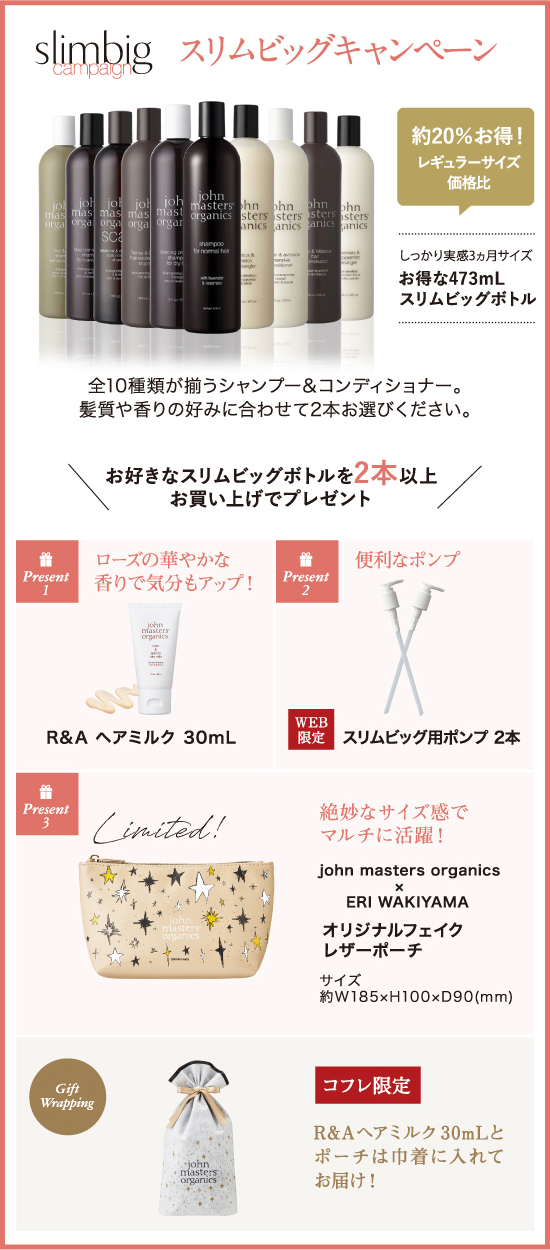 slimbig
campaign
スリムビッグキャンペーン
約20%お得！
レギュラーサイズ
価格比
しっかり実感3ヵ月サイズ
お得な473mL
スリムビッグボトル
john
masters™
organics
shampoo
for normal hair
with lavender
& rosemary
全10種類が揃うシャンプー&コンディショナー。
髪質や香りの好みに合わせて2本お選びください。
お好きなスリムビッグボトルを2本以上
お買い上げでプレゼント
Present
1
ローズの華やかな
香りで気分もアップ！
john
masters™
organics
R&A ヘアミルク 30mL
Present
2
便利なポンプ
WEB
限定
スリムビッグ用ポンプ 2本
Present
3
Limited!
john
masters
organics
絶妙なサイズ感で
マルチに活躍！
john masters organics
×
ERI WAKIYAMA
オリジナルフェイク
レザーポーチ
サイズ
約W185×H100×D90(mm)
Gift
Wrapping
john
masters
organics
コフレ限定
R&Aヘアミルク30mLと
ポーチは巾着に入れて
お届け！